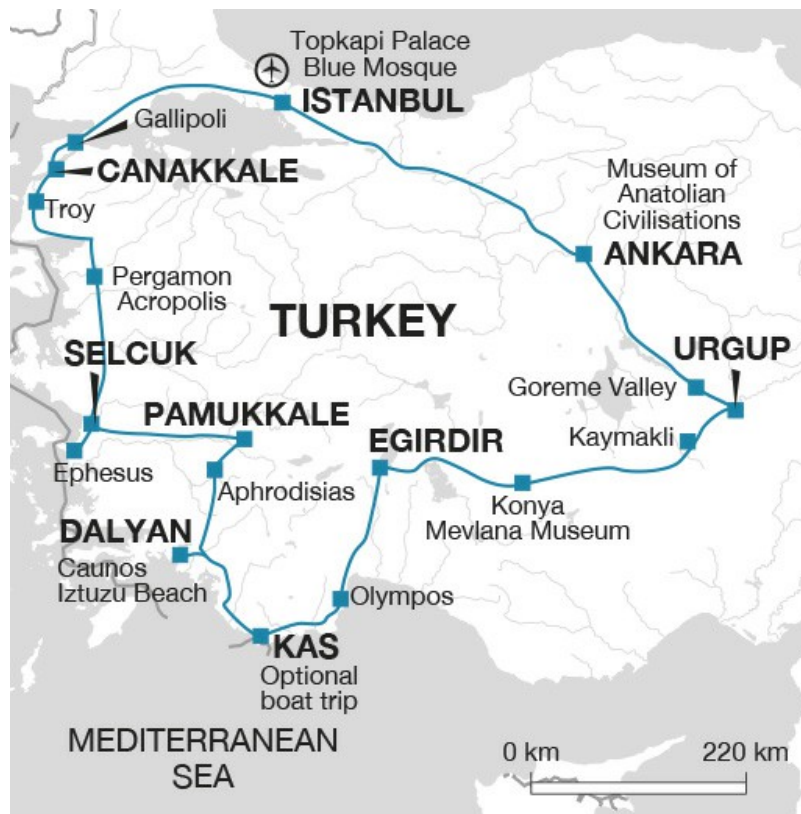 Topkapi Palace
Blue Mosque
ISTANBUL
Gallipoli
CANAKKALE
Troy
Museum of
Anatolian
Civilisations
ANKARA
Pergamon
Acropolis
TURKEY
SELCUK
URGUP
Goreme Valley
PAMUKKALE
EGIRDIR
Kaymakli
Ephesus
Aphrodisias
Konya
Mevlana Museum
DALYAN
Caunos
Iztuzu Beach
Olympos
KAS
Optional
boat trip
MEDITERRANEAN
SEA
0 km
220 km